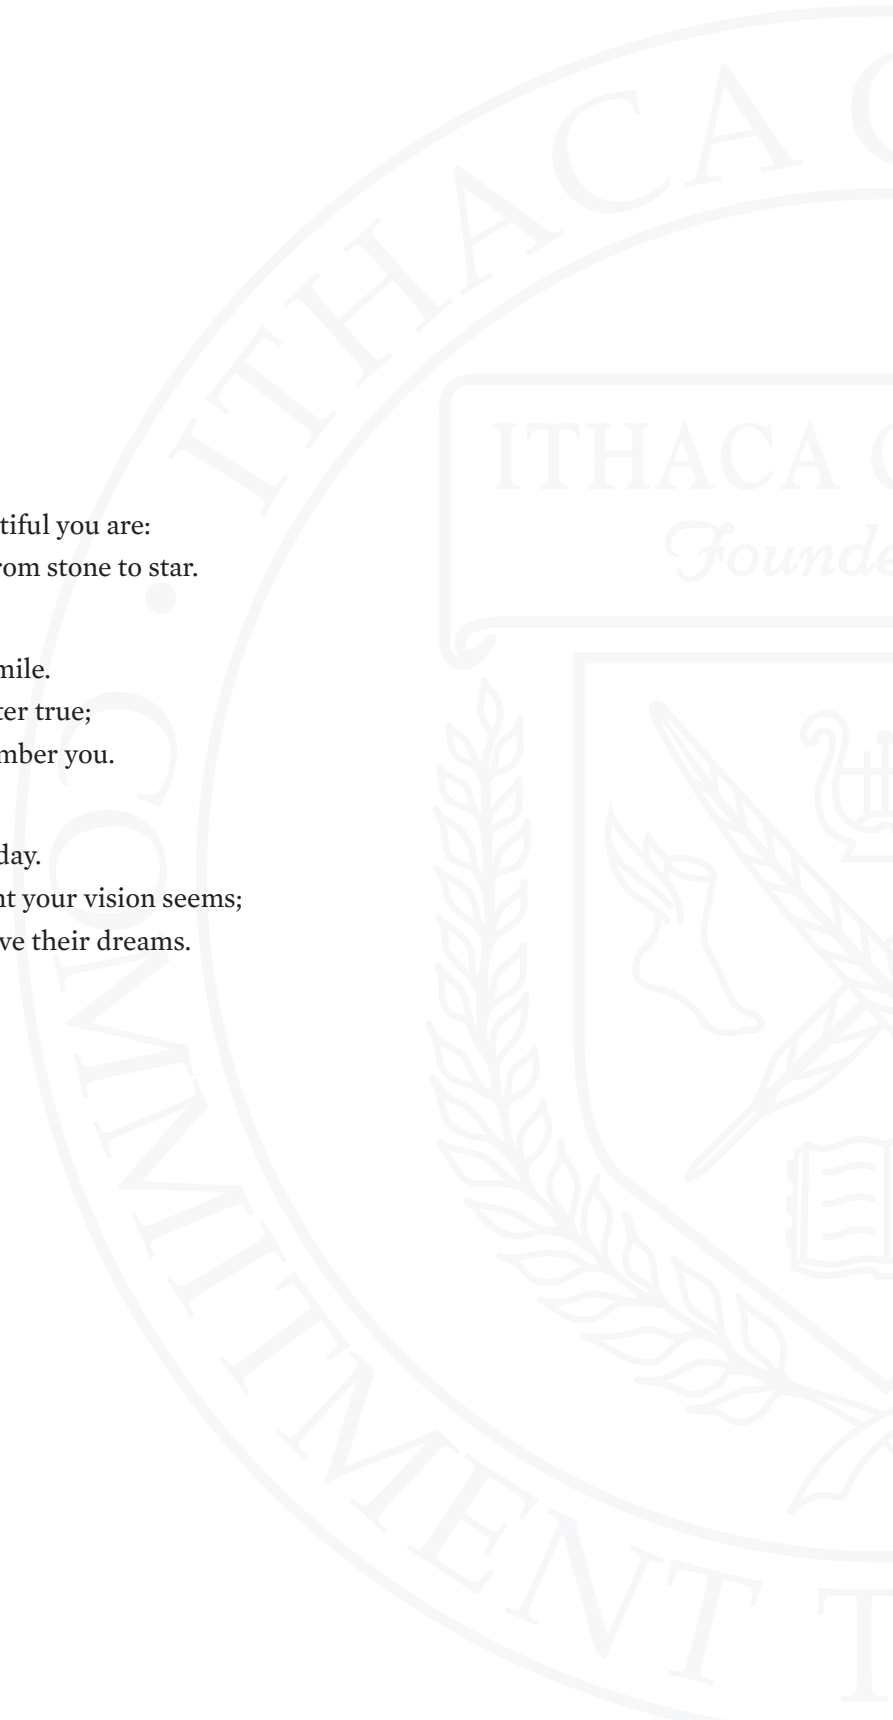 ITHACA
ITHACA
Founde
tiful you are:
rom stone to star.
mile.
ter true;
mber you.
day.
nt your vision seems;
ve their dreams.
COMMITMENT T